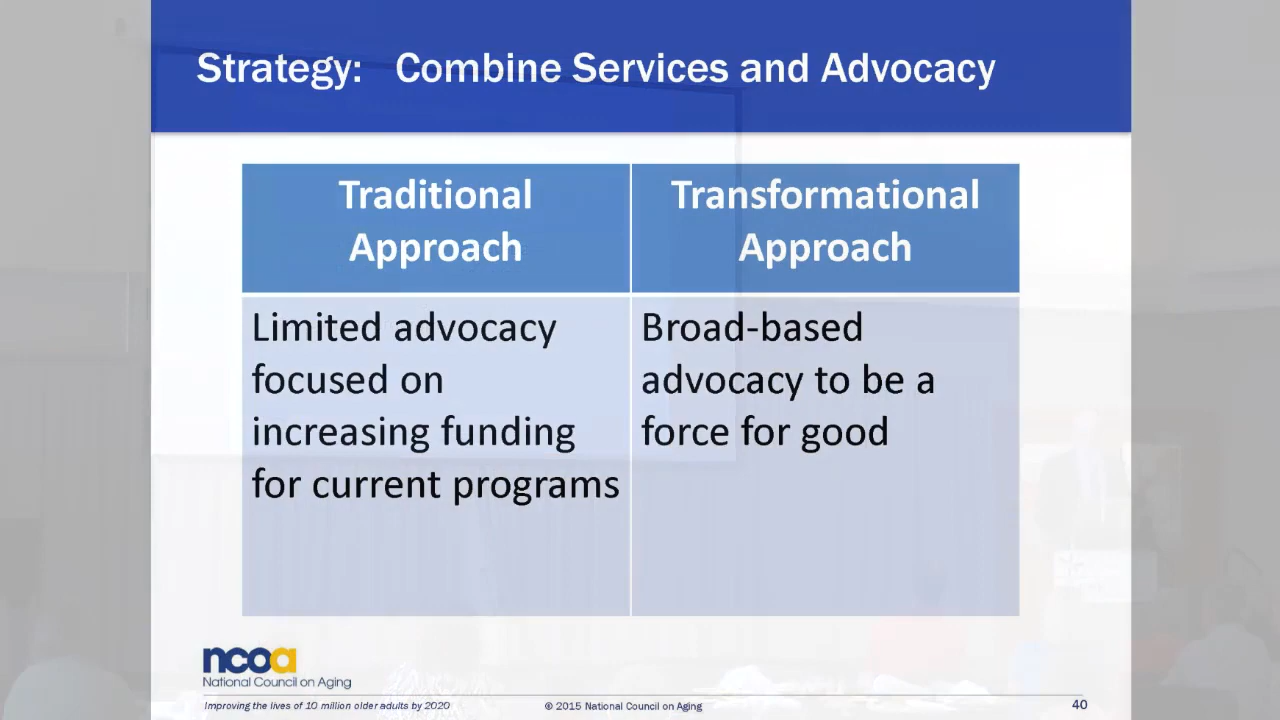 Strategy: Combine Services and Advocacy
Traditional
Approach
Transformational
Approach
Limited advocacy
focused on
increasing funding
for current programs
Broad-based
advocacy to be a
force for good
ncoa
National Council on Aging
Improving the lives of 10 million older adults by 2020
© 2015 National Council on Aging
40